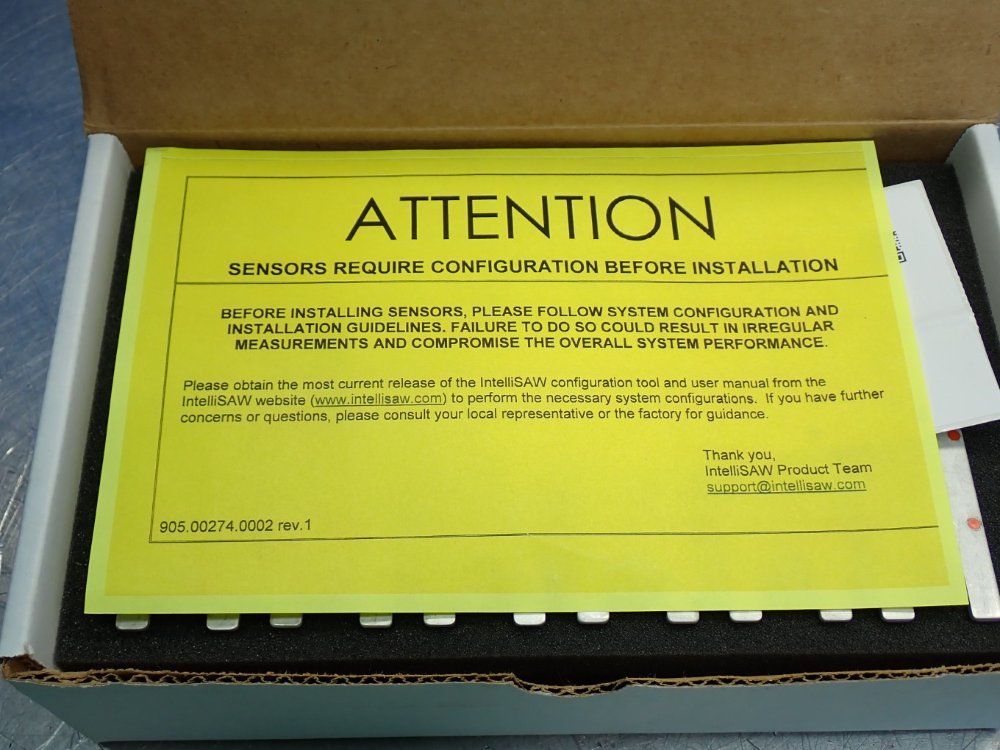 ATTENTION
SENSORS REQUIRE CONFIGURATION BEFORE INSTALLATION
BEFORE INSTALLING SENSORS, PLEASE FOLLOW SYSTEM CONFIGURATION AND
INSTALLATION GUIDELINES. FAILURE TO DO SO COULD RESULT IN IRREGULAR
MEASUREMENTS AND COMPROMISE THE OVERALL SYSTEM PERFORMANCE.
Please obtain the most current release of the IntelliSAW configuration tool and user manual from the
IntelliSAW website (www.intellisaw.com) to perform the necessary system configurations. If you have further
concerns or questions, please consult your local representative or the factory for guidance.
Thank you,
IntelliSAW Product Team
support@intellisaw.com
905.00274.0002 rev.1